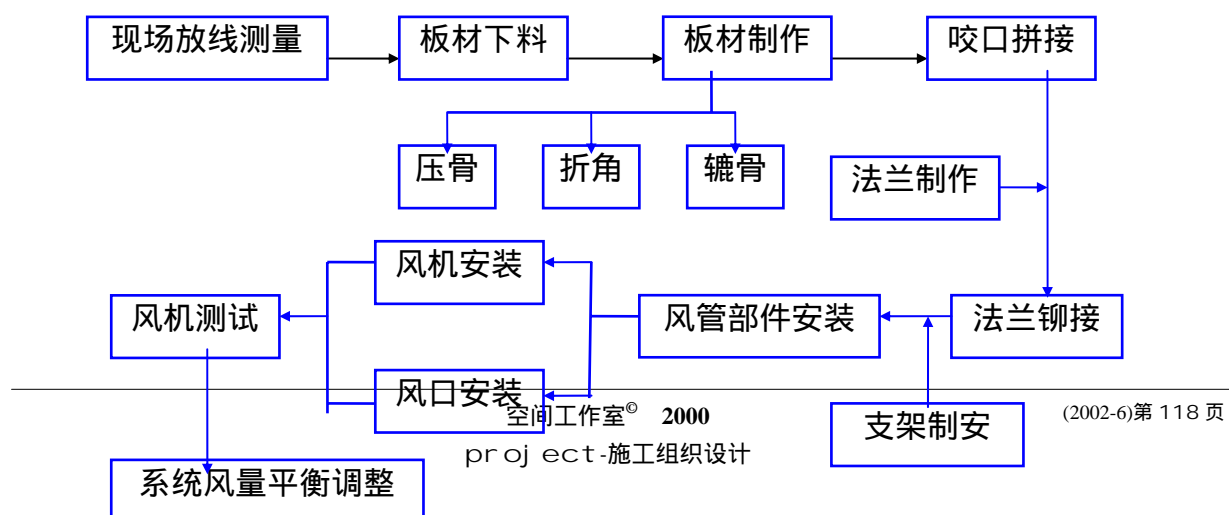 现场放线测量
板材下料
板材制作
咬口拼接
压骨
折角
辘骨
法兰制作
风机安装
风机测试
风管部件安装
法兰铆接
风口安装
支架制安
空间工作室© 2000
(2002-6)第 118 页
project-施工组织设计
系统风量平衡调整